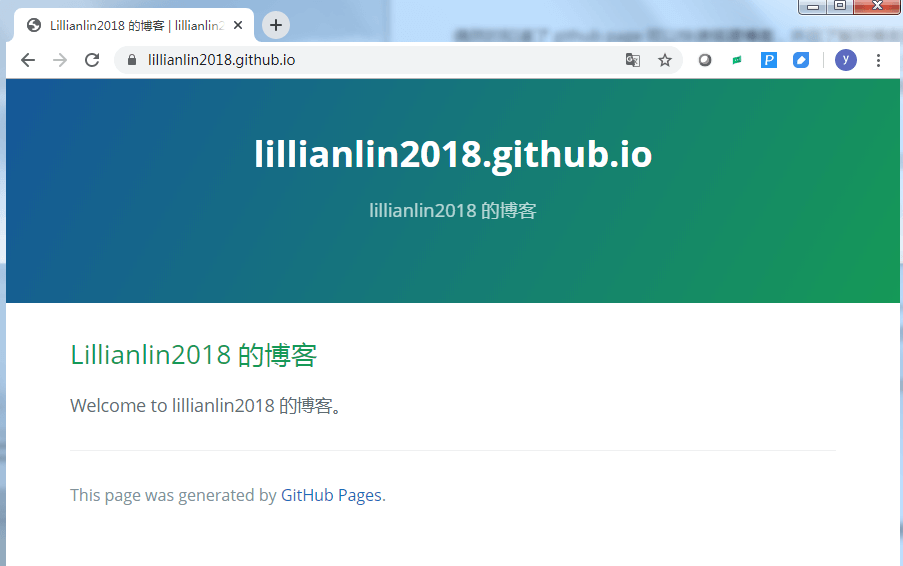 Lillianlin2018 的博客 | lillianlin2
lillianlin2018.github.io
lillianlin2018.github.io
lillianlin2018 的博客
Lillianlin2018 的博客
Welcome to lillianlin2018 的博客。
This page was generated by GitHub Pages.